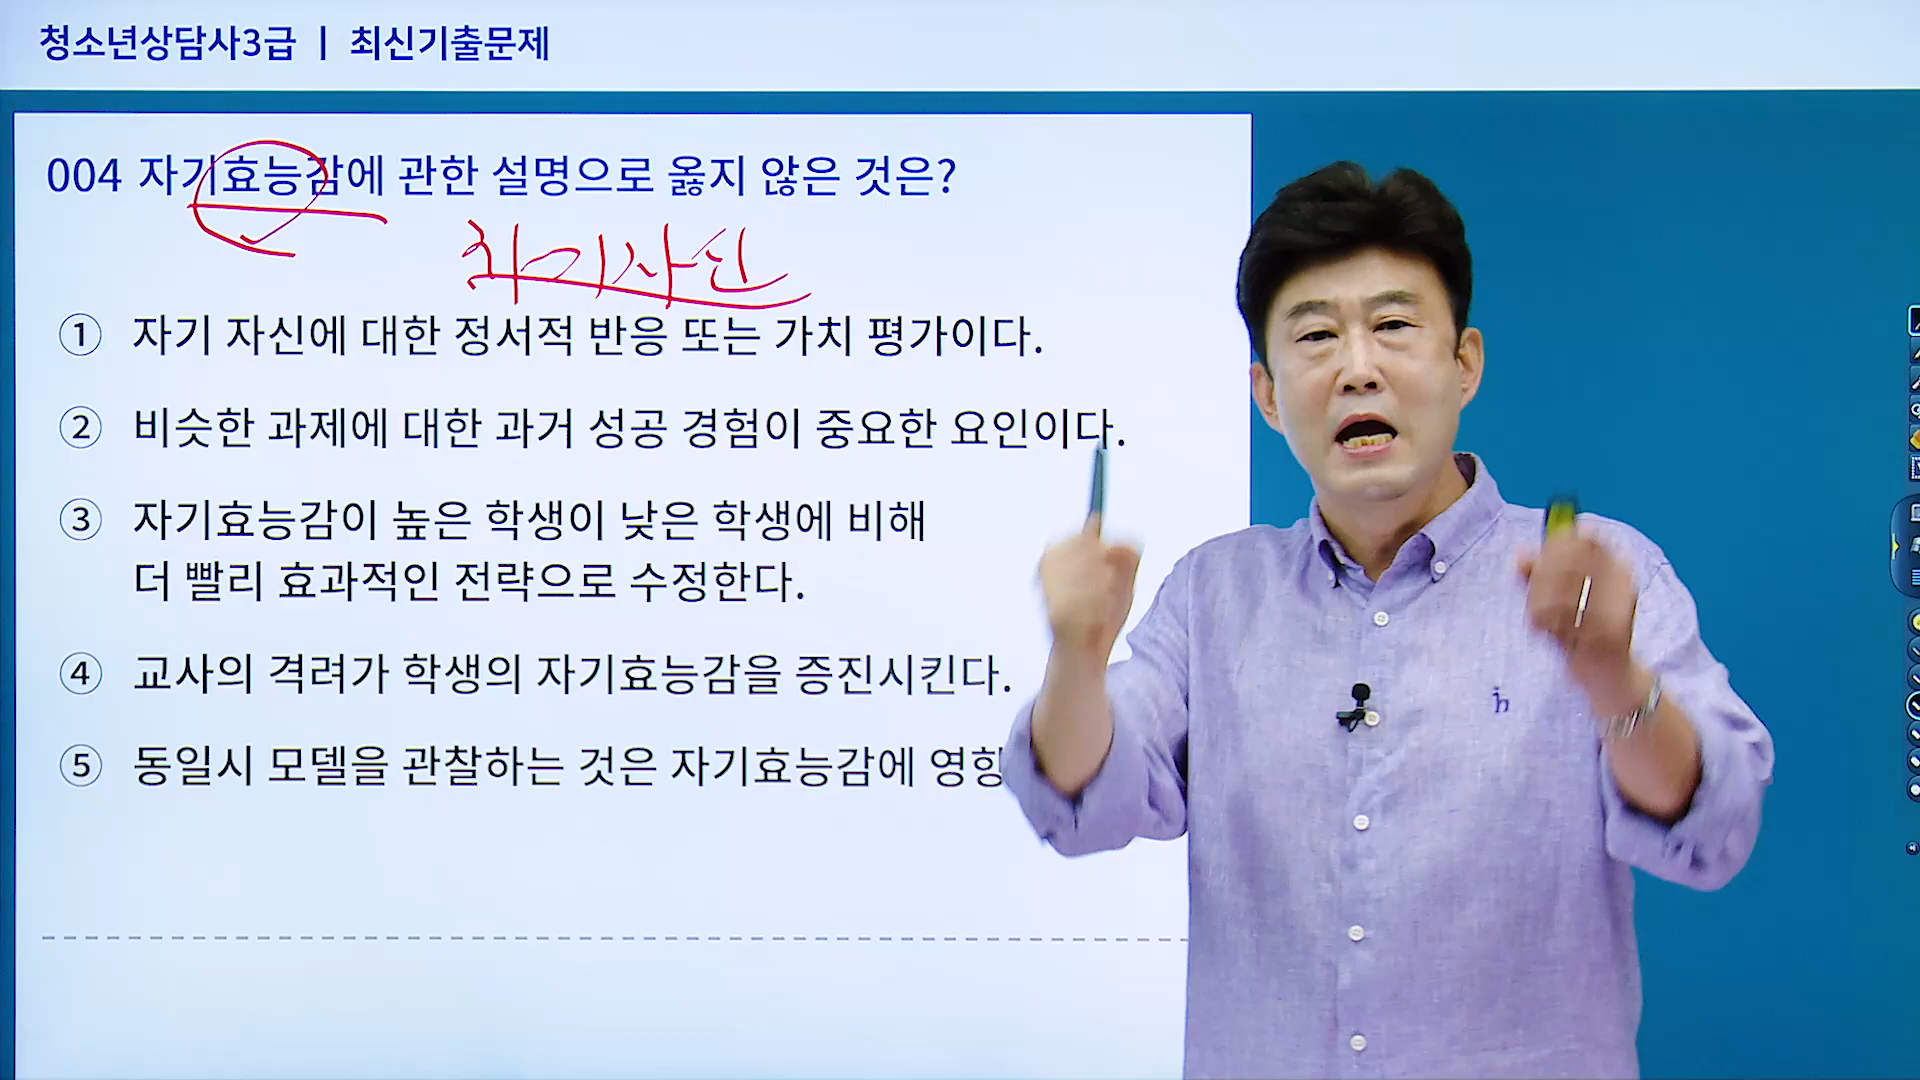 청소년상담사3급 | 최신기출문제
004 자기효능감에 관한 설명으로 옳지 않은 것은?
자기자신
① 자기 자신에 대한 정서적 반응 또는 가치 평가이다.
② 비슷한 과제에 대한 과거 성공 경험이 중요한 요인이다.
③ 자기효능감이 높은 학생이 낮은 학생에 비해
더 빨리 효과적인 전략으로 수정한다.
④ 교사의 격려가 학생의 자기효능감을 증진시킨다.
⑤ 동일시 모델을 관찰하는 것은 자기효능감에 영향
h